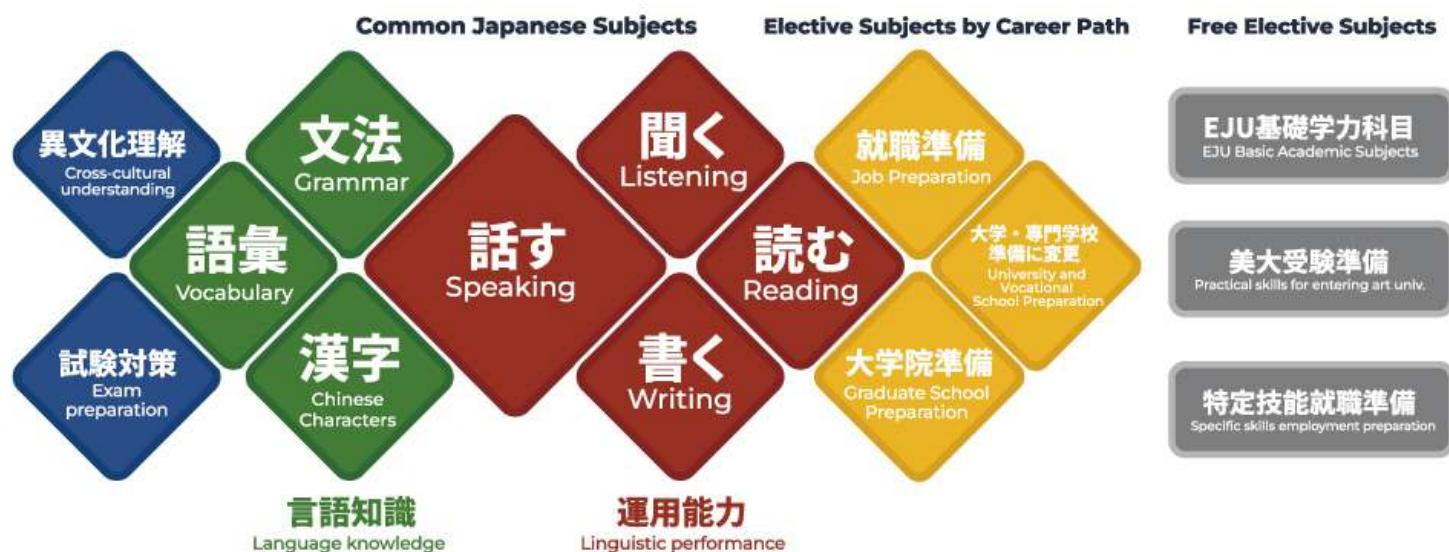 Common Japanese Subjects
Elective Subjects by Career Path
Free Elective Subjects
異文化理解
Cross-cultural
understanding
文法
Grammar
語彙
Vocabulary
試験対策
Exam
preparation
漢字
Chinese
Characters
言語知識
Language knowledge
話す
Speaking
聞く
Listening
読む
Reading
書く
Writing
運用能力
Linguistic performance
就職準備
Job Preparation
大学・専門学校
準備に変更
University and
Vocational
School Preparation
大学院準備
Graduate School
Preparation
EJU基礎学力科目
EJU Basic Academic Subjects
美大受験準備
Practical skills for entering art univ.
特定技能就職準備
Specific skills employment preparation